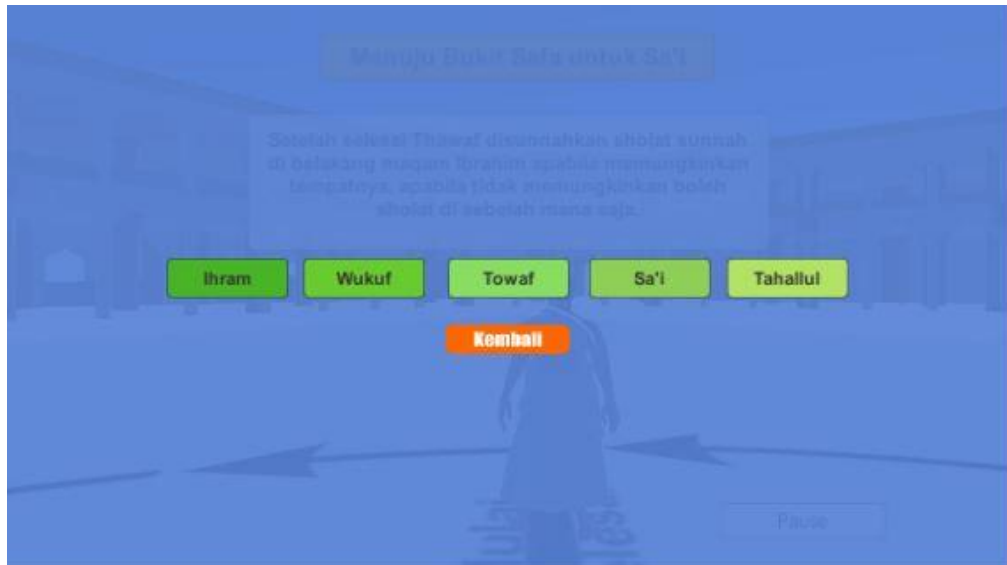 Menuju Bukit Safa untuk Sa'i
Setelah selesai Thawaf disunnahkan sholat sunnah
di belakang maqam Ibrahim apabila memungkinkan
tempatnya, apabila tidak memungkinkan boleh
sholat di sebelah mana saja.
Ihram
Wukuf
Towaf
Sa'i
Tahallul
Kembali
Pause